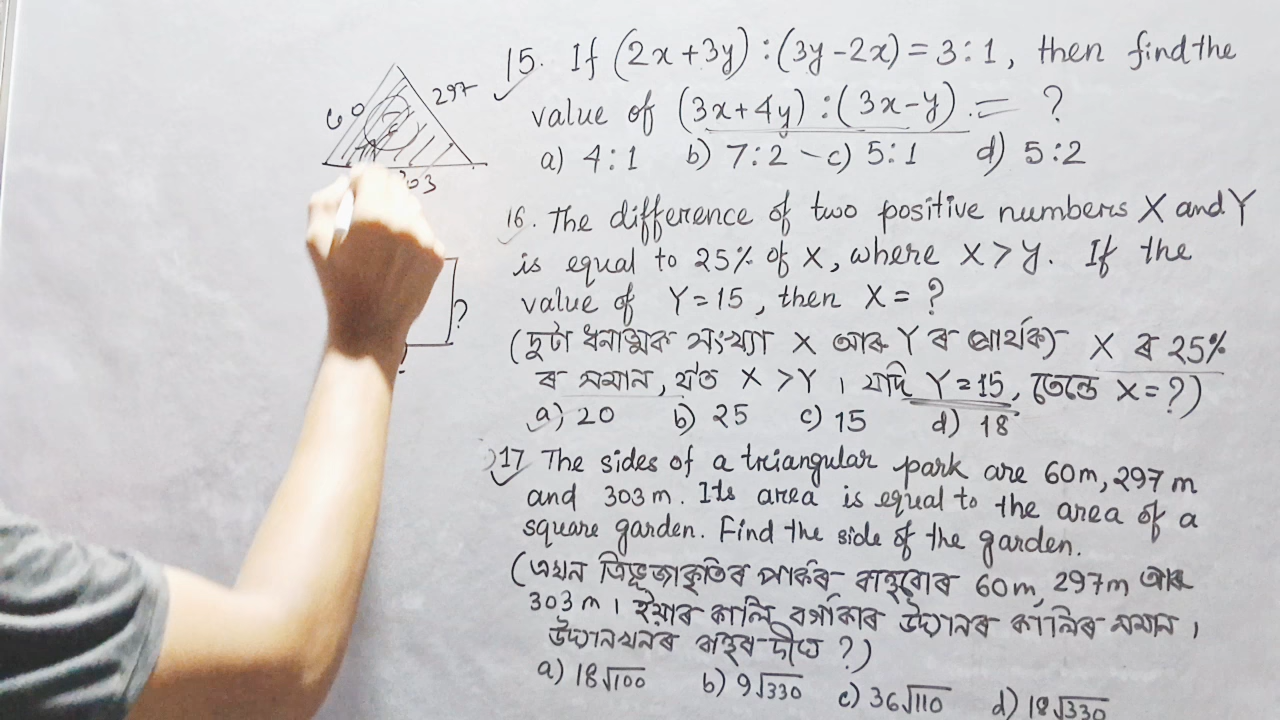 60
297
303
?
15. If (2x+3y) : (3y-2x) = 3:1, then find the
value of (3x+4y) : (3x-y) = ?
a) 4:1 b) 7:2 c) 5:1 d) 5:2
16. The difference of two positive numbers X and Y
is equal to 25% of X, where X > y. If the
value of Y=15, then X = ?
(দুটা ধনাত্মক সংখ্যা X আৰু Y ৰ পাৰ্থক্য X ৰ 25%
ৰ সমান, য'ত X >Y। যদি Y=15, তেন্তে X=?)
a) 20 b) 25 c) 15 d) 18
17 The sides of a triangular park are 60m, 297m
and 303m. Its area is equal to the area of a
square garden. Find the side of the garden.
(এখন ত্ৰিভূজাকৃতিৰ পাৰ্কৰ বাহুবোৰ 60m, 297m আৰু
303m। ইয়াৰ কালি বৰ্গাকাৰ উদ্যানৰ কালিৰ সমান।
উদ্যানখনৰ বাহুৰ দীঘ ?)
a) 18√100 b) 9√330 c) 36√110 d) 18√330